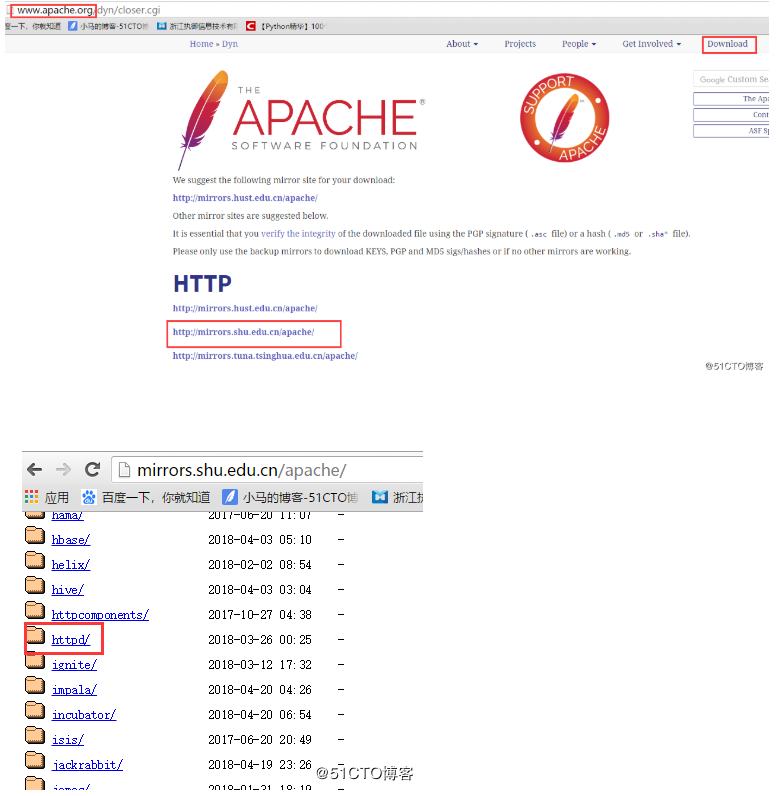 www.apache.org/dyn/closer.cgi
度一下，你就知道 小马的博客-51CTO博 浙江执御信息技术有 【Python精华】100
Home » Dyn About Projects People Get Involved Download
THE
APACHE®
SOFTWARE FOUNDATION
SUPPORT
APACHE
Google Custom Se
The Apa
Cont
ASF Sp
We suggest the following mirror site for your download:
http://mirrors.hust.edu.cn/apache/
Other mirror sites are suggested below.
It is essential that you verify the integrity of the downloaded file using the PGP signature ( .asc file) or a hash ( .md5 or .sha* file).
Please only use the backup mirrors to download KEYS, PGP and MD5 sigs/hashes or if no other mirrors are working.
HTTP
http://mirrors.hust.edu.cn/apache/
http://mirrors.shu.edu.cn/apache/
http://mirrors.tuna.tsinghua.edu.cn/apache/
@51CTO博客
mirrors.shu.edu.cn/apache/
应用 百度一下，你就知道 小马的博客-51CTO博 浙江执
hama/ 2017-06-20 11:07 -
hbase/ 2018-04-03 05:10 -
helix/ 2018-02-02 08:54 -
hive/ 2018-04-03 03:04 -
httpcomponents/ 2017-10-27 04:38 -
httpd/ 2018-03-26 00:25 -
ignite/ 2018-03-12 17:32 -
impala/ 2018-04-20 04:26 -
incubator/ 2018-04-20 06:54 -
isis/ 2017-06-20 20:49 -
jackrabbit/ 2018-04-19 23:26 -
@51CTO博客
james/ 2018-01-31 18:19 -